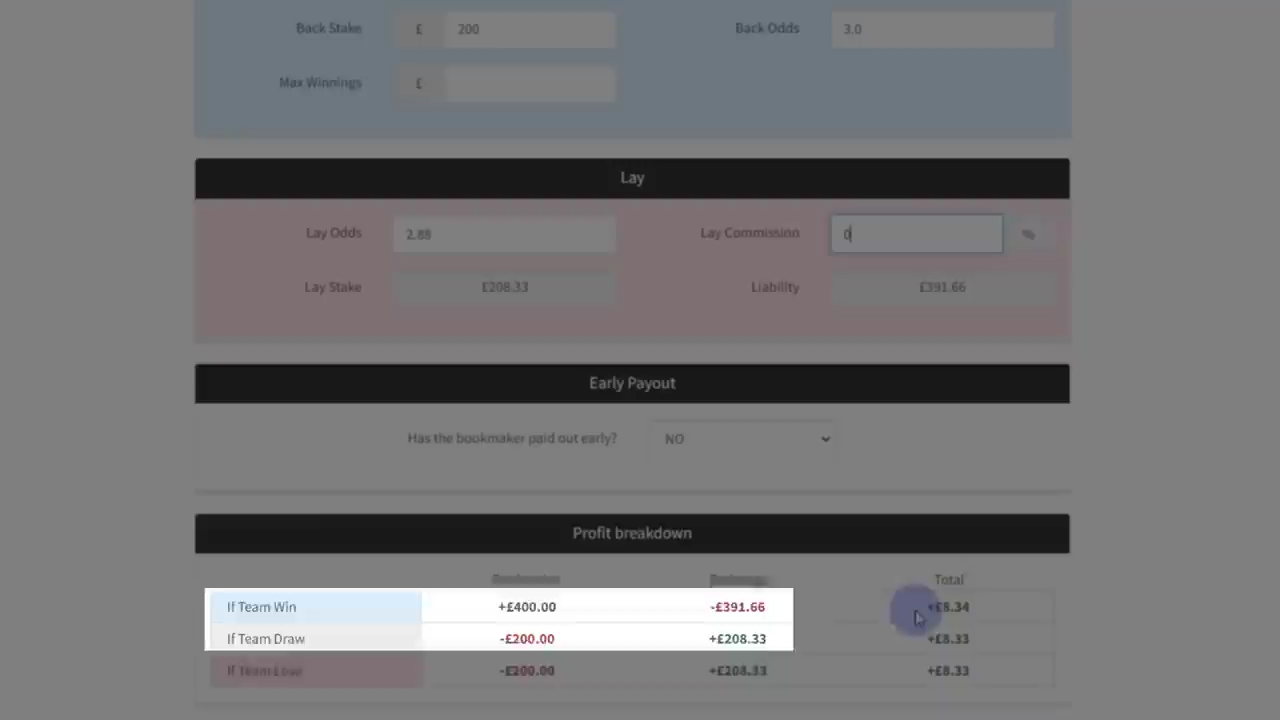 Back Stake £ 200 Back Odds 3.0
Max Winnings £
Lay
Lay Odds 2.88 Lay Commission 0 %
Lay Stake £208.33 Liability £391.66
Early Payout
Has the bookmaker paid out early? NO
Profit breakdown
Total
If Team Win +£400.00 -£391.66 +£8.34
If Team Draw -£200.00 +£208.33 +£8.33
If Team Lose -£200.00 +£208.33 +£8.33